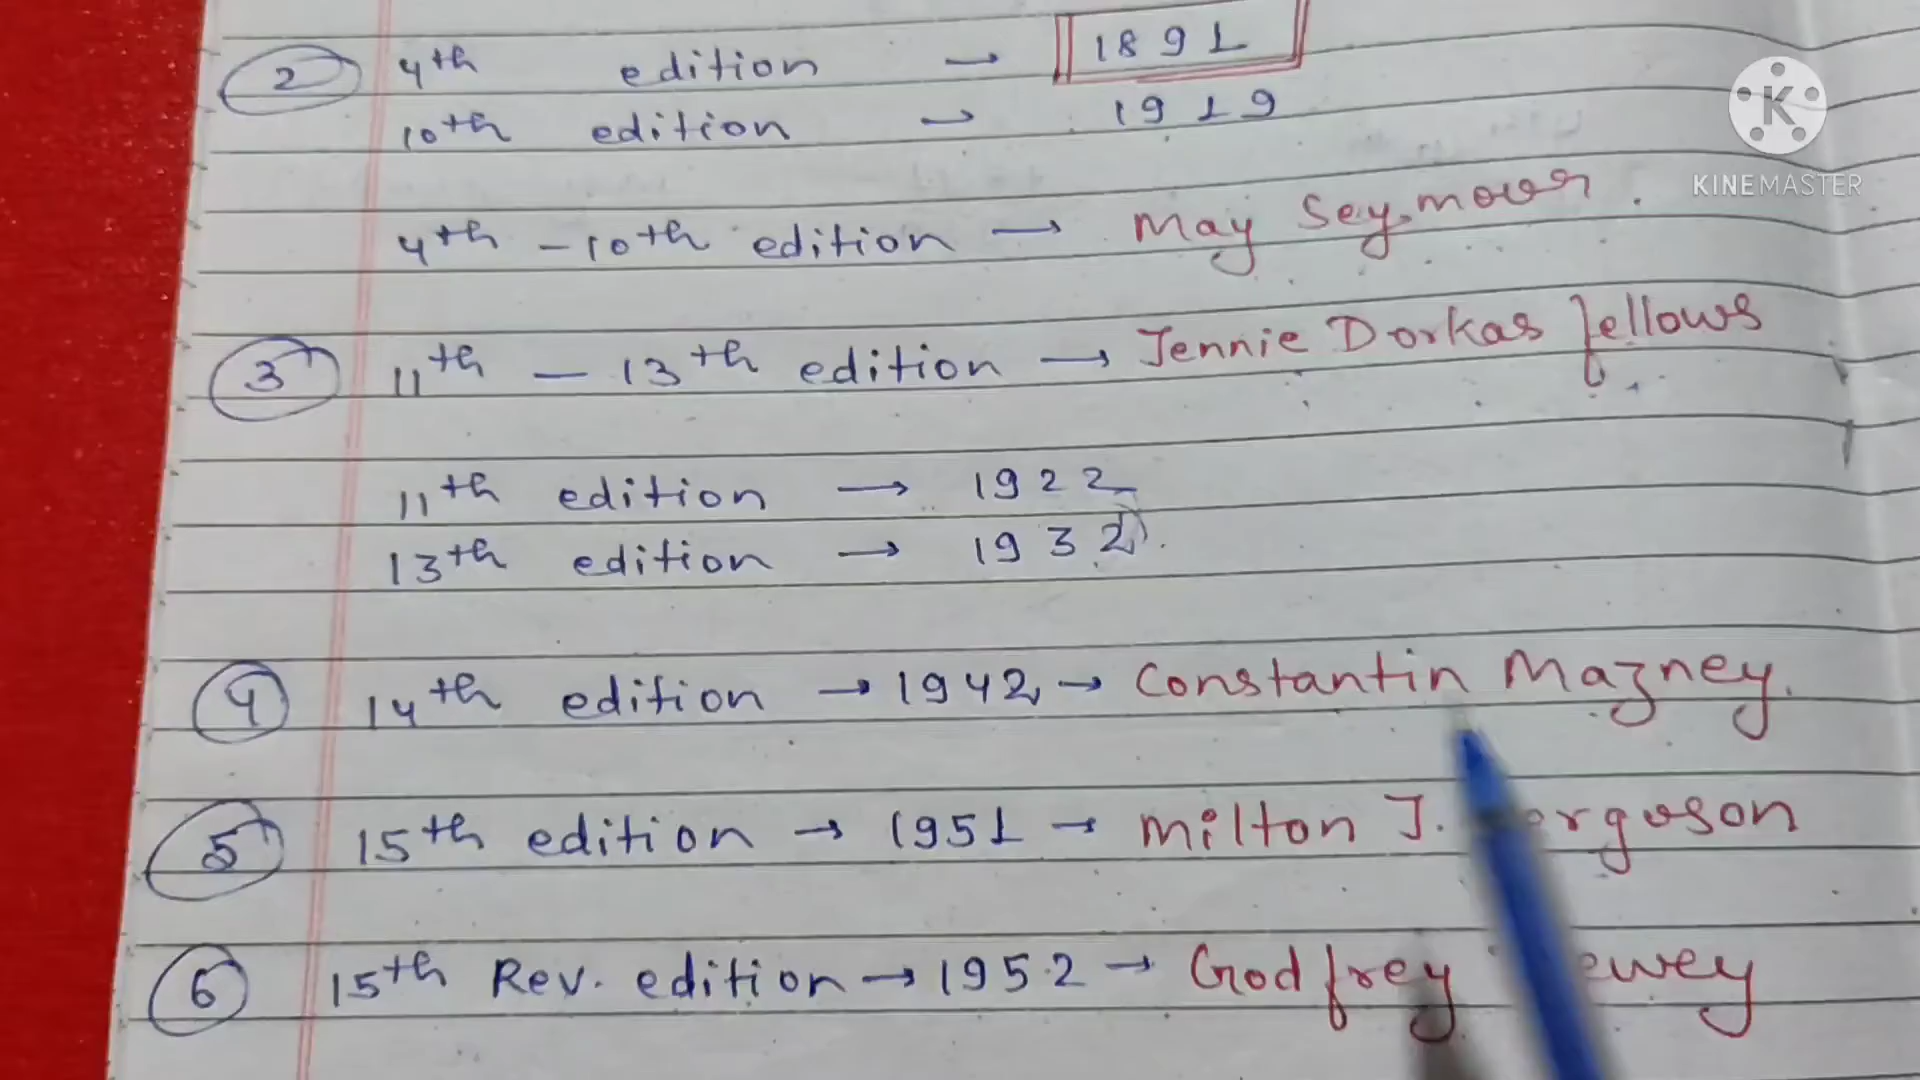 2 4th edition → 1891
10th edition → 1919
K
KINEMASTER
4th - 10th edition → May Seymour.
3 11th - 13th edition → Jennie Dorkas fellows
11th edition → 1922
13th edition → 1932
4 14th edition → 1942 → Constantin Mazney.
5 15th edition → 1951 → Milton J.
6 15th Rev. edition → 1952 → Godfrey